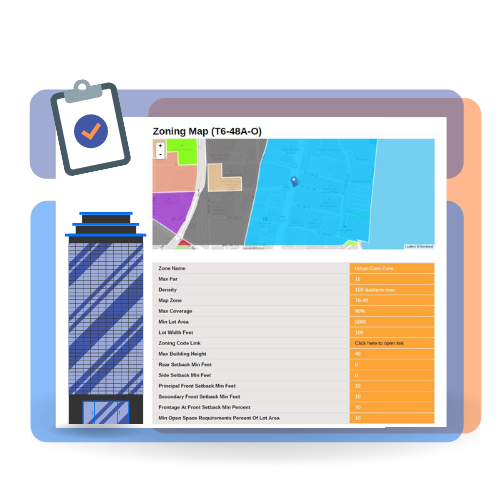 Zoning Map (T6-48A-O)
+
-
Zone Name Urban Core Zone
Max Far 11
Density 150 du/acre max
Map Zone T6-48
Max Coverage 80%
Min Lot Area 5000
Lot Width Feet 100
Zoning Code Link Click here to open link
Max Building Height 48
Rear Setback Min Feet 0
Side Setback Min Feet 0
Principal Front Setback Min Feet 10
Secondary Front Setback Min Feet 10
Frontage At Front Setback Min Percent 70
Min Open Space Requirements Percent Of Lot Area 10